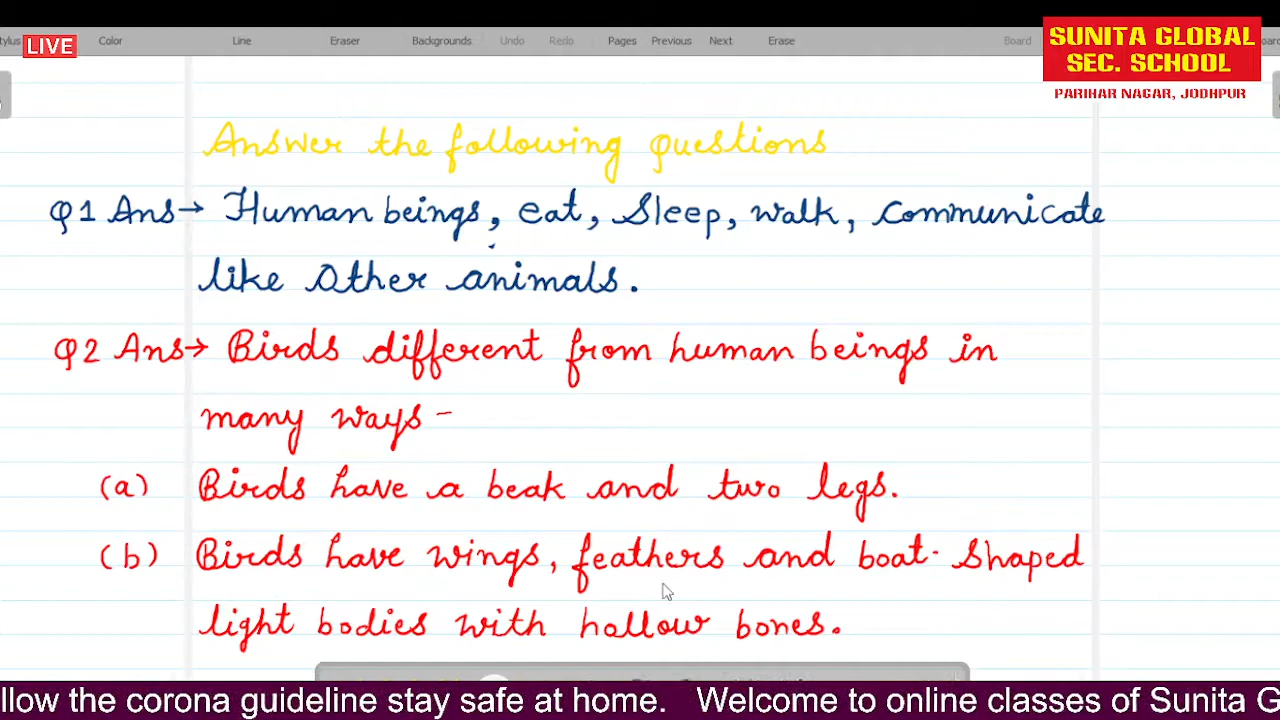 LIVE
Color Line Eraser Backgrounds Undo Redo Pages Previous Next Erase Board
SUNITA GLOBAL
SEC. SCHOOL
PARIHAR NAGAR, JODHPUR
Answer the following questions
Q1 Ans→ Human beings, eat, Sleep, walk, communicate
like Other animals.
Q2 Ans→ Birds different from human beings in
many ways-
(a) Birds have a beak and two legs.
(b) Birds have wings, feathers and boat-shaped
light bodies with hollow bones.
llow the corona guideline stay safe at home. Welcome to online classes of Sunita G